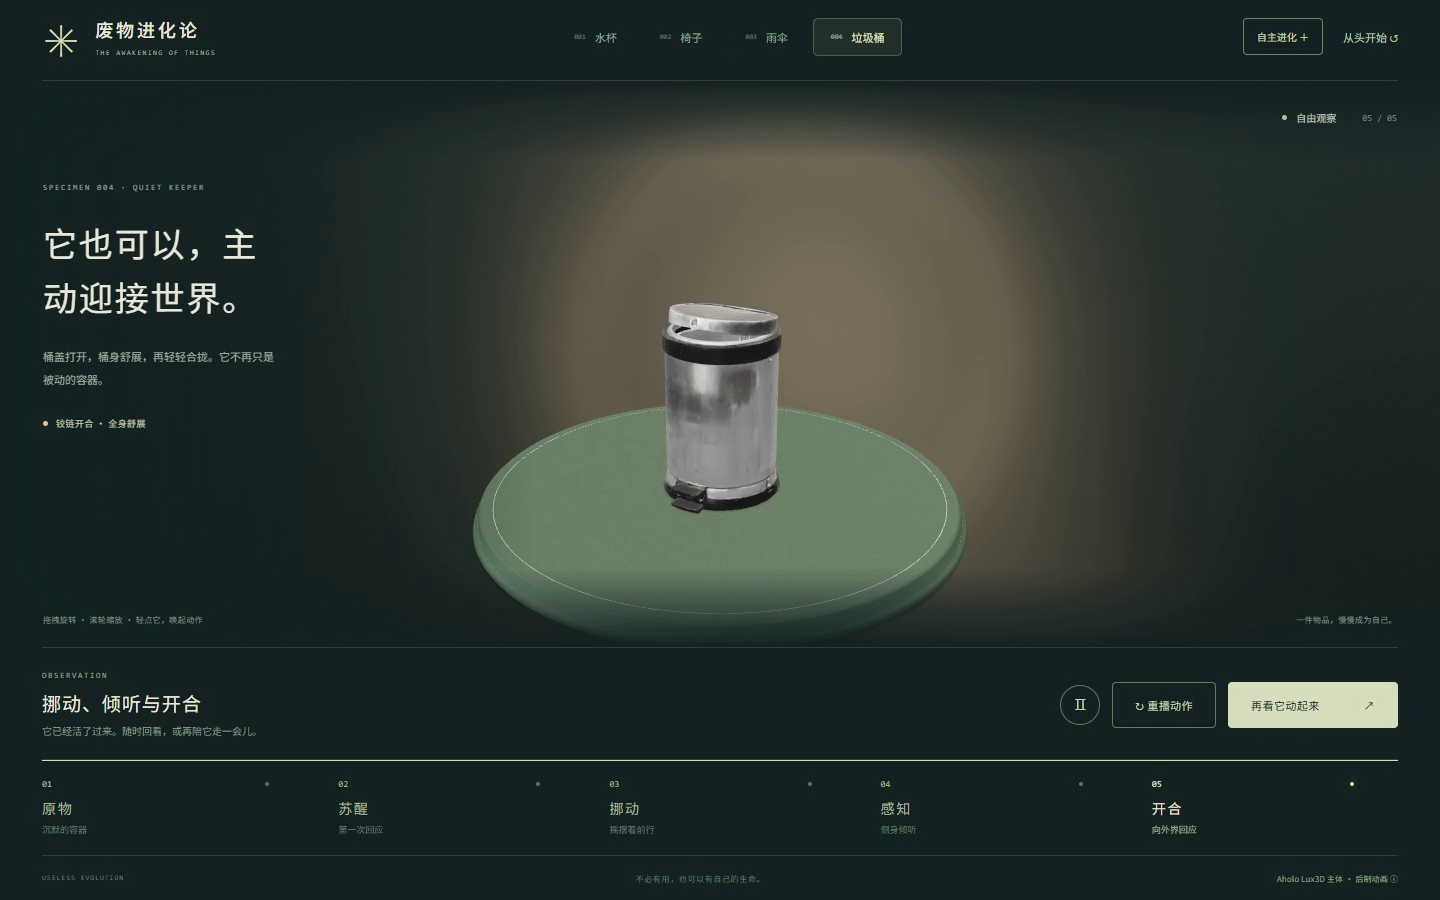 废物进化论
THE AWAKENING OF THINGS
001 水杯
002 椅子
003 雨伞
004 垃圾桶
自主进化 +
从头开始 ↺
自由观察 05 / 05
SPECIMEN 004 · QUIET KEEPER
它也可以，主
动迎接世界。
桶盖打开，桶身舒展，再轻轻合拢。它不再只是
被动的容器。
铰链开合 · 全身舒展
拖拽旋转 · 滚轮缩放 · 轻点它，唤起动作
一件物品，慢慢成为自己。
OBSERVATION
挪动、倾听与开合
它已经活了过来。随时回看，或再陪它走一会儿。
↻ 重播动作
再看它动起来 ↗
01
原物
沉默的容器
02
苏醒
第一次回应
03
挪动
摇摆着前行
04
感知
侧身倾听
05
开合
向外界回应
USELESS EVOLUTION
不必有用，也可以有自己的生命。
Aholo Lux3D 主体 · 后制动画 ⓘ